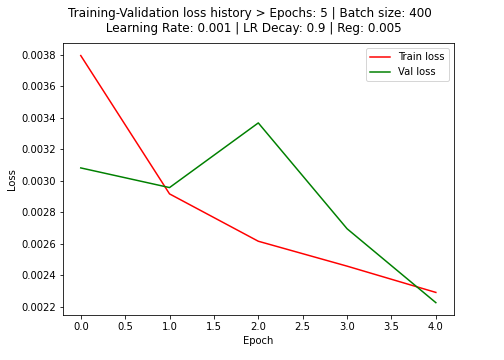 Training-Validation loss history > Epochs: 5 | Batch size: 400
Learning Rate: 0.001 | LR Decay: 0.9 | Reg: 0.005
Train loss
Val loss
0.0038
0.0036
0.0034
0.0032
0.0030
0.0028
0.0026
0.0024
0.0022
Loss
0.0 0.5 1.0 1.5 2.0 2.5 3.0 3.5 4.0
Epoch